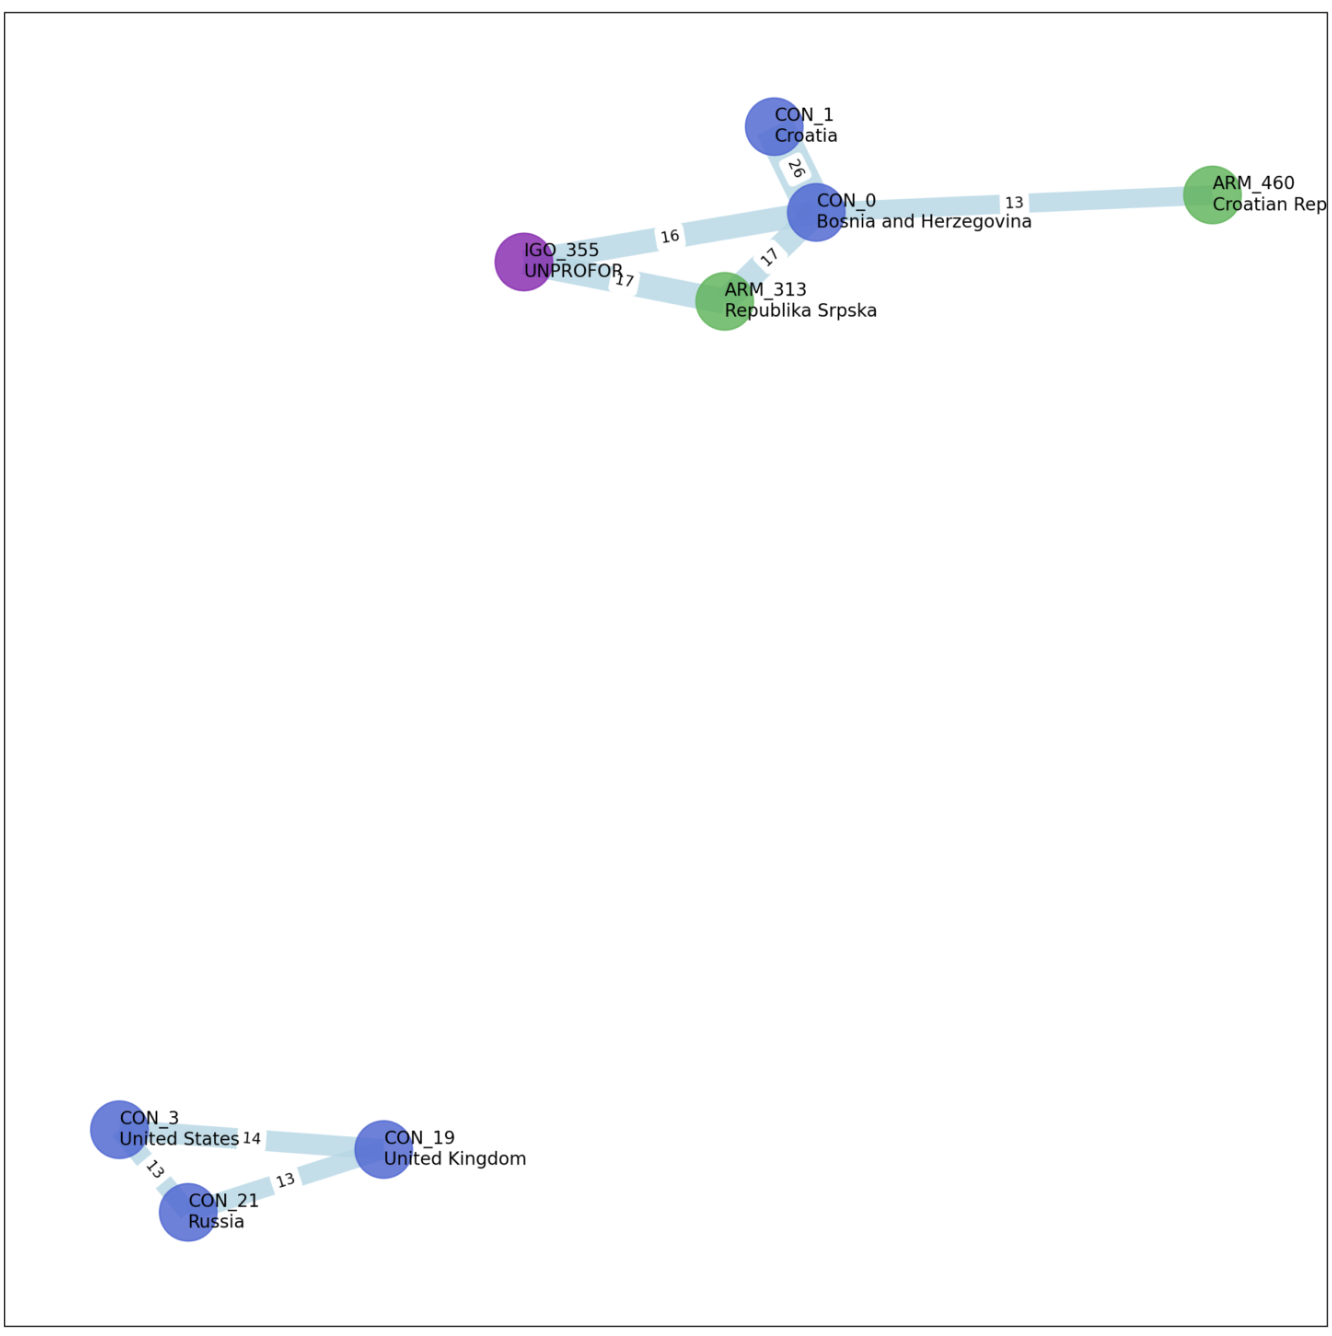 CON_1
Croatia
26
CON_0
Bosnia and Herzegovina
13
ARM_460
Croatian Rep
16
IGO_355
UNPROFOR
17
17
ARM_313
Republika Srpska
CON_3
United States
14
CON_19
United Kingdom
13
13
CON_21
Russia